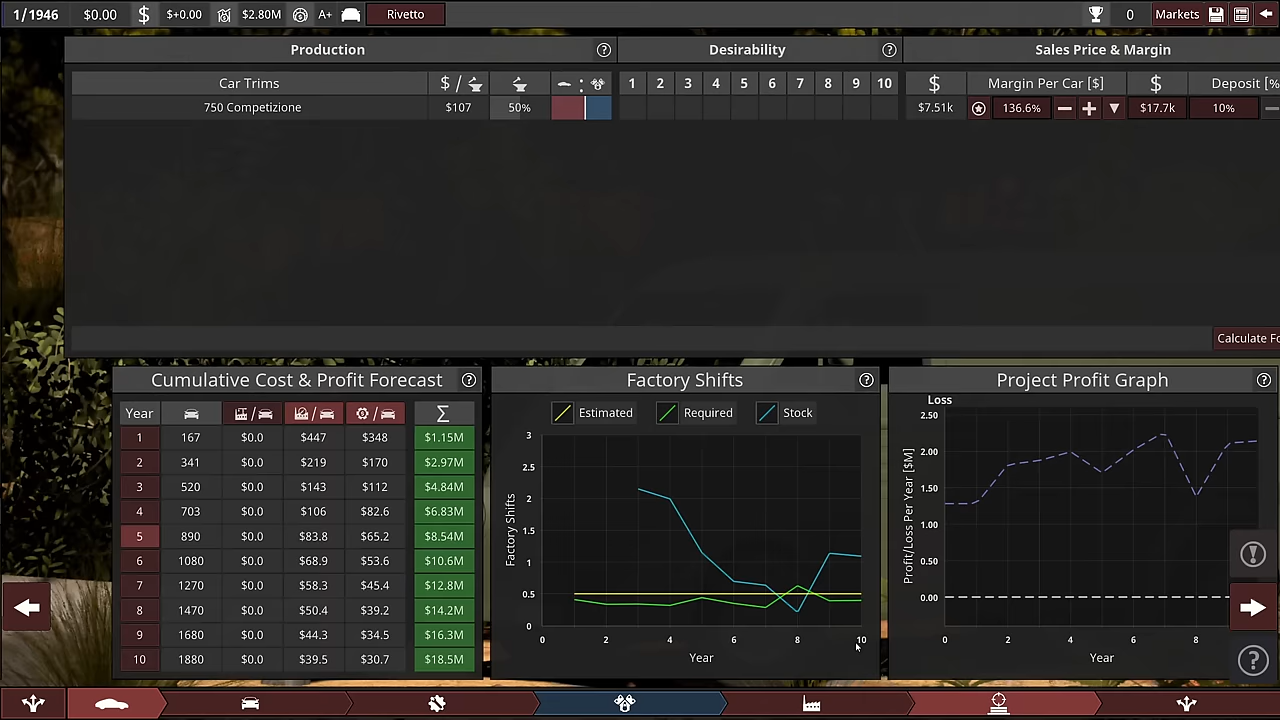 1/1946 $0.00 $ $+0.00 $2.80M A+ Rivetto 0 Markets
Production ? Desirability ? Sales Price & Margin
Car Trims $ / : 1 2 3 4 5 6 7 8 9 10 $ Margin Per Car [$] $ Deposit [%
750 Competizione $107 50% $7.51k 136.6% $17.7k 10%
Calculate Fo
Cumulative Cost & Profit Forecast ?
Year / / / Σ
1 167 $0.0 $447 $348 $1.15M
2 341 $0.0 $219 $170 $2.97M
3 520 $0.0 $143 $112 $4.84M
4 703 $0.0 $106 $82.6 $6.83M
5 890 $0.0 $83.8 $65.2 $8.54M
6 1080 $0.0 $68.9 $53.6 $10.6M
7 1270 $0.0 $58.3 $45.4 $12.8M
8 1470 $0.0 $50.4 $39.2 $14.2M
9 1680 $0.0 $44.3 $34.5 $16.3M
10 1880 $0.0 $39.5 $30.7 $18.5M
Factory Shifts ?
Estimated Required Stock
3
2.5
2
1.5
1
0.5
0
Factory Shifts
0 2 4 6 8 10
Year
Project Profit Graph ?
Loss
2.50
2.00
1.50
1.00
0.50
0.00
Profit/Loss Per Year [$M]
0 2 4 6 8
Year
?